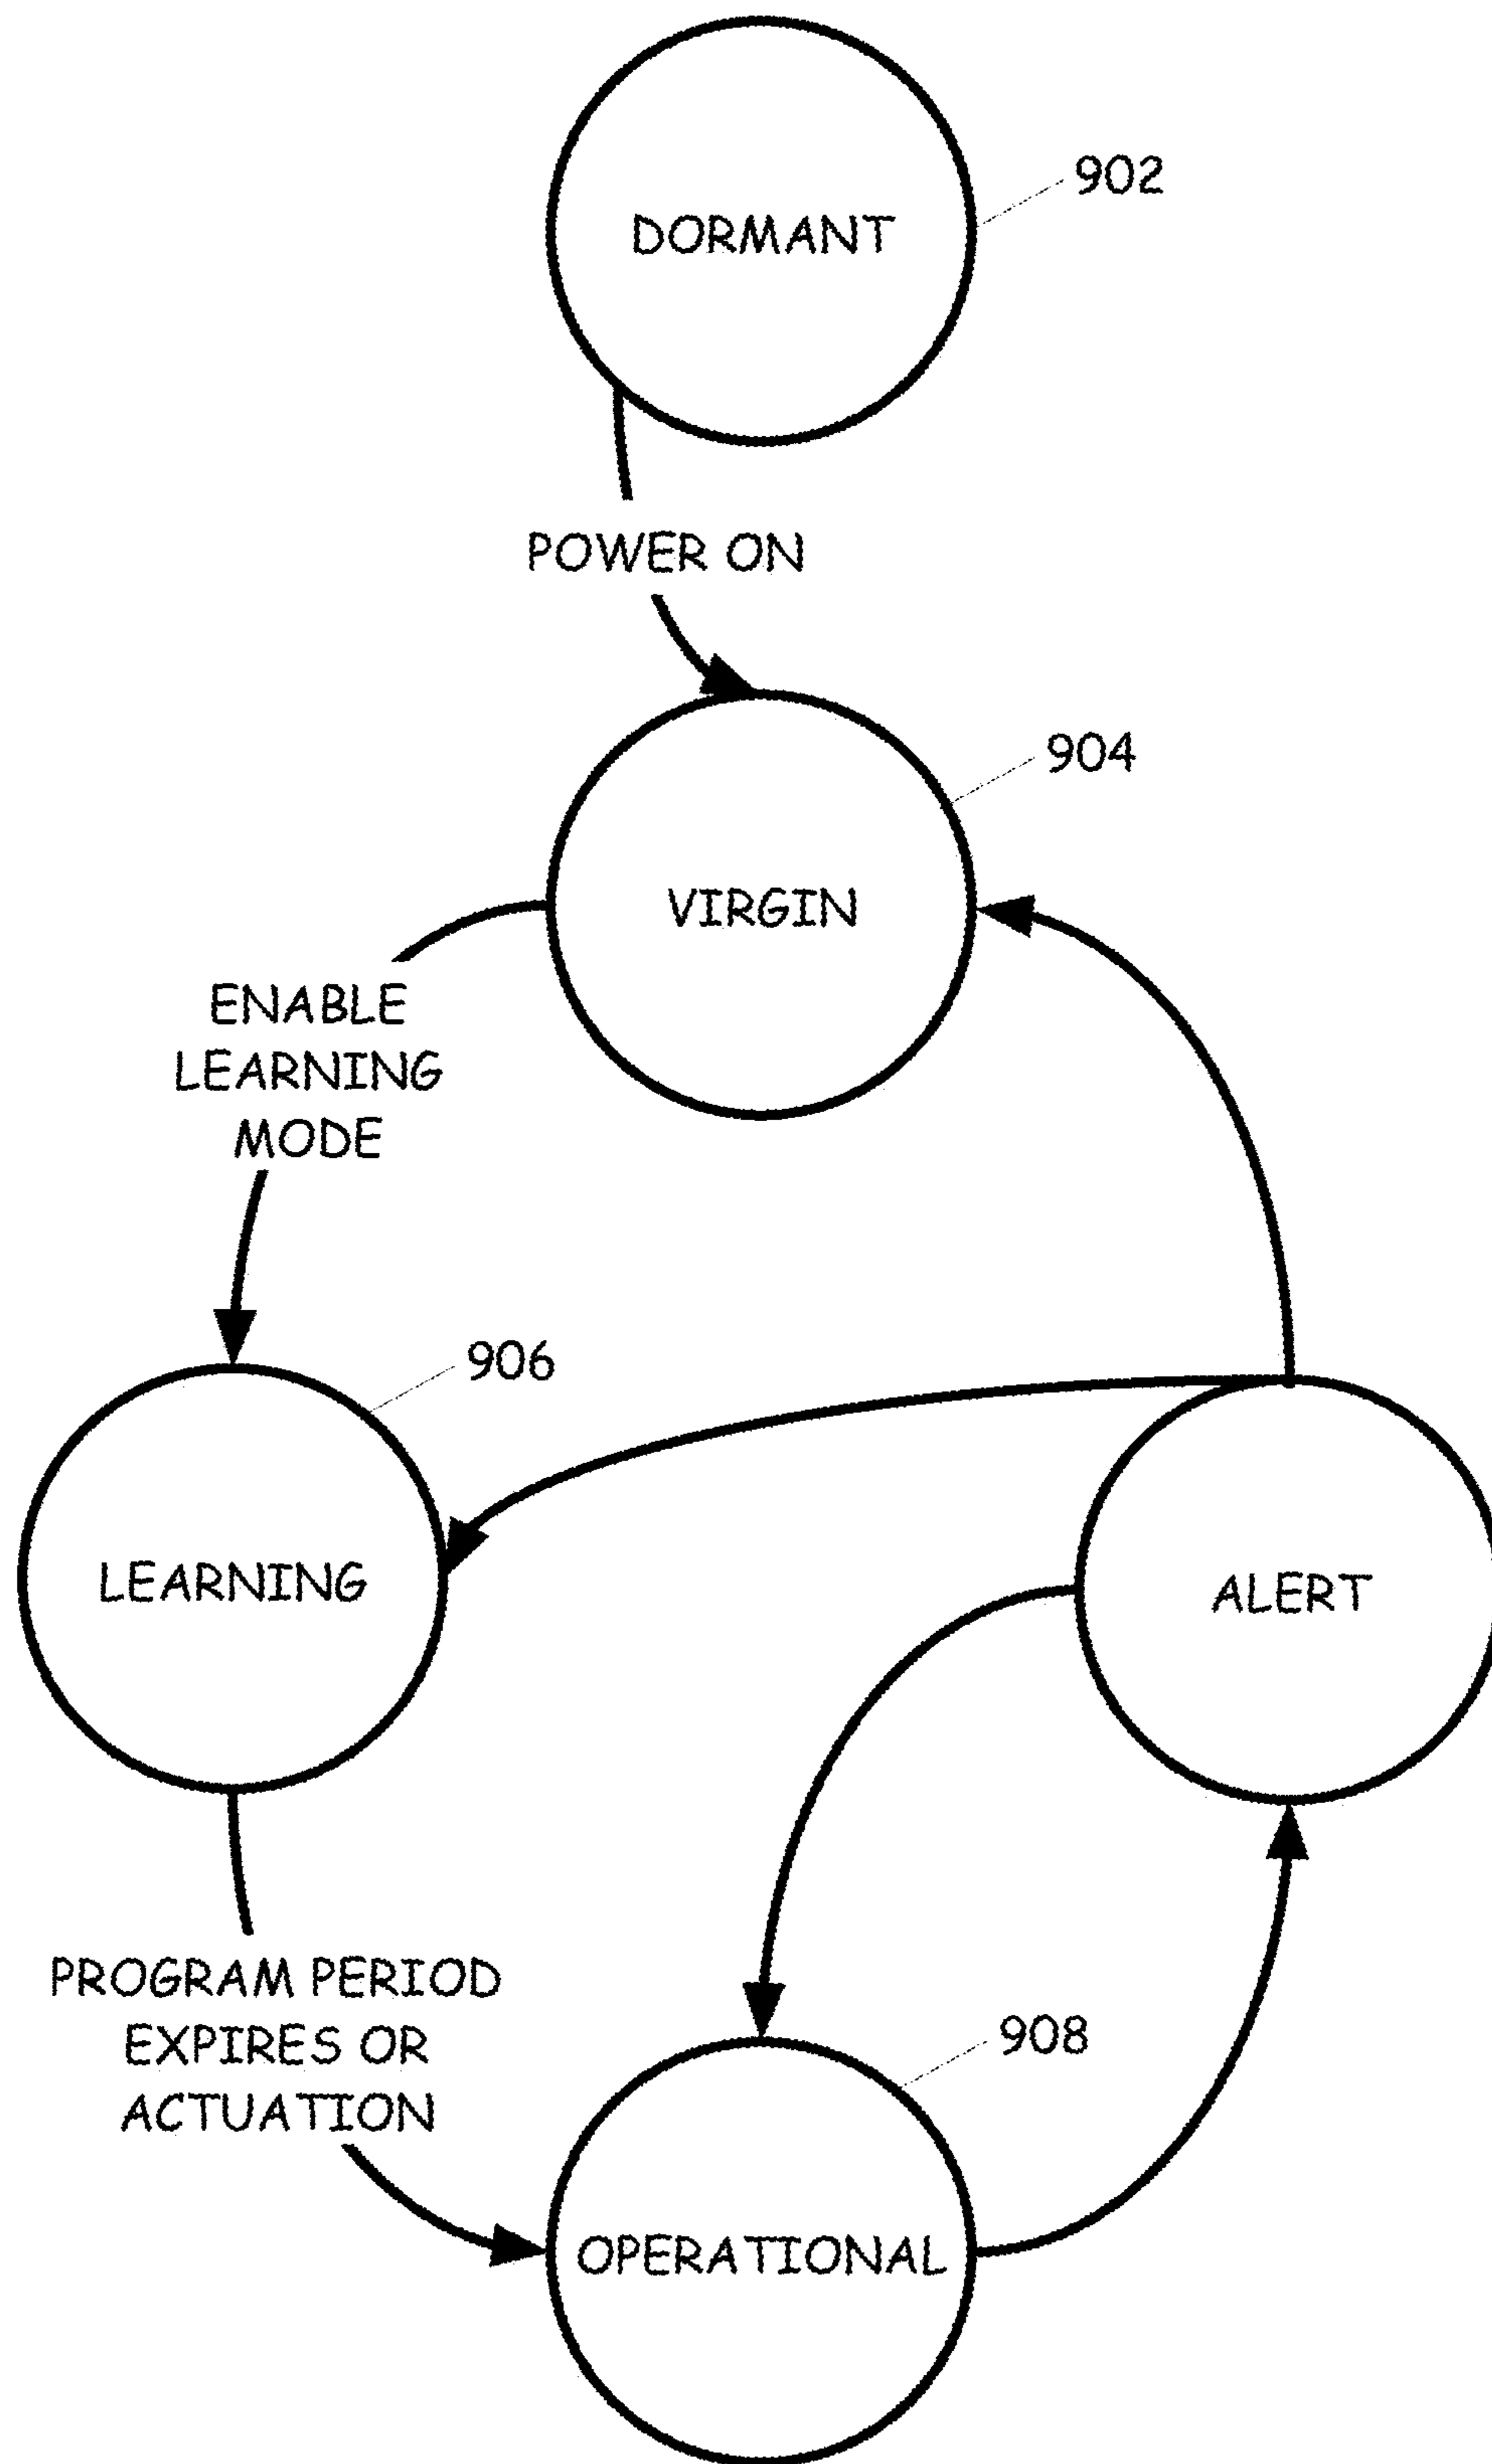 DORMANT
902
POWER ON
904
VIRGIN
ENABLE
LEARNING
MODE
906
LEARNING
ALERT
PROGRAM PERIOD
EXPIRES OR
ACTUATION
908
OPERATIONAL